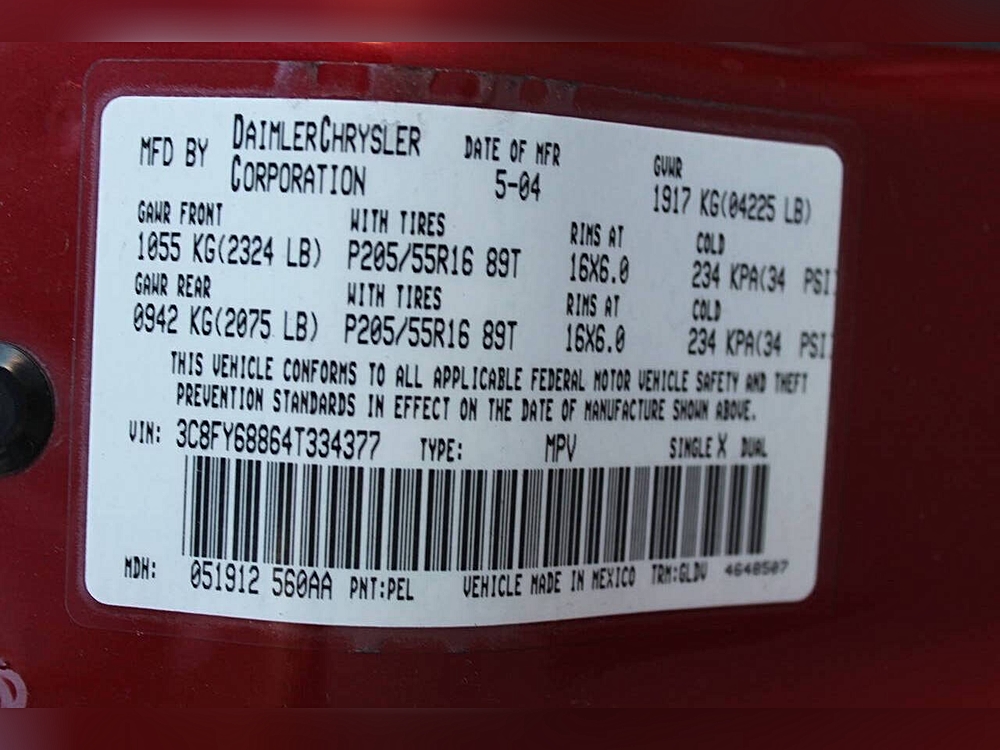 MFD BY DAIMLERCHRYSLER CORPORATION DATE OF MFR 5-04 GVWR 1917 KG(04225 LB)
GAWR FRONT WITH TIRES RIMS AT COLD
1055 KG(2324 LB) P205/55R16 89T 16X6.0 234 KPA(34 PSI)
GAWR REAR WITH TIRES RIMS AT COLD
0942 KG(2075 LB) P205/55R16 89T 16X6.0 234 KPA(34 PSI)
THIS VEHICLE CONFORMS TO ALL APPLICABLE FEDERAL MOTOR VEHICLE SAFETY AND THEFT
PREVENTION STANDARDS IN EFFECT ON THE DATE OF MANUFACTURE SHOWN ABOVE.
VIN: 3C8FY68864T334377 TYPE: MPV SINGLE X DUAL
MDH: 051912 560AA PNT:PEL VEHICLE MADE IN MEXICO TRM:GLDV 4648507